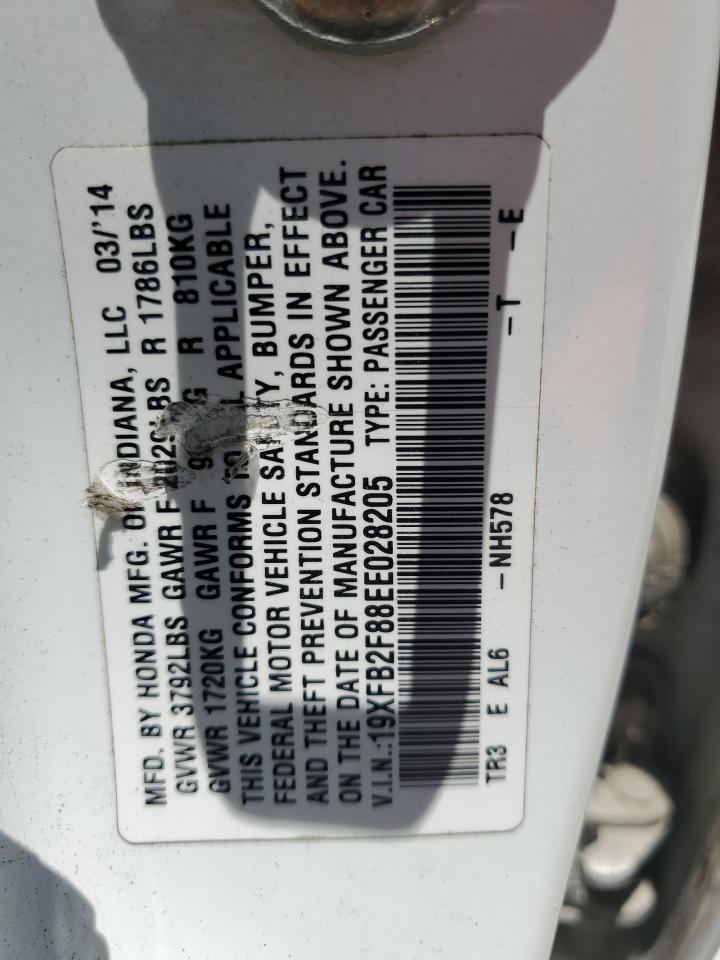 MFD. BY HONDA MFG. OF INDIANA, LLC 03/'14
GVWR 3792LBS GAWR F LBS R 1786LBS
GVWR 1720KG GAWR F R 810KG
THIS VEHICLE CONFORMS TO APPLICABLE
FEDERAL MOTOR VEHICLE SAFETY, BUMPER,
AND THEFT PREVENTION STANDARDS IN EFFECT
ON THE DATE OF MANUFACTURE SHOWN ABOVE.
V.I.N.:19XFB2F88EE028205 TYPE: PASSENGER CAR
TR3 E AL6 -NH578 -T -E